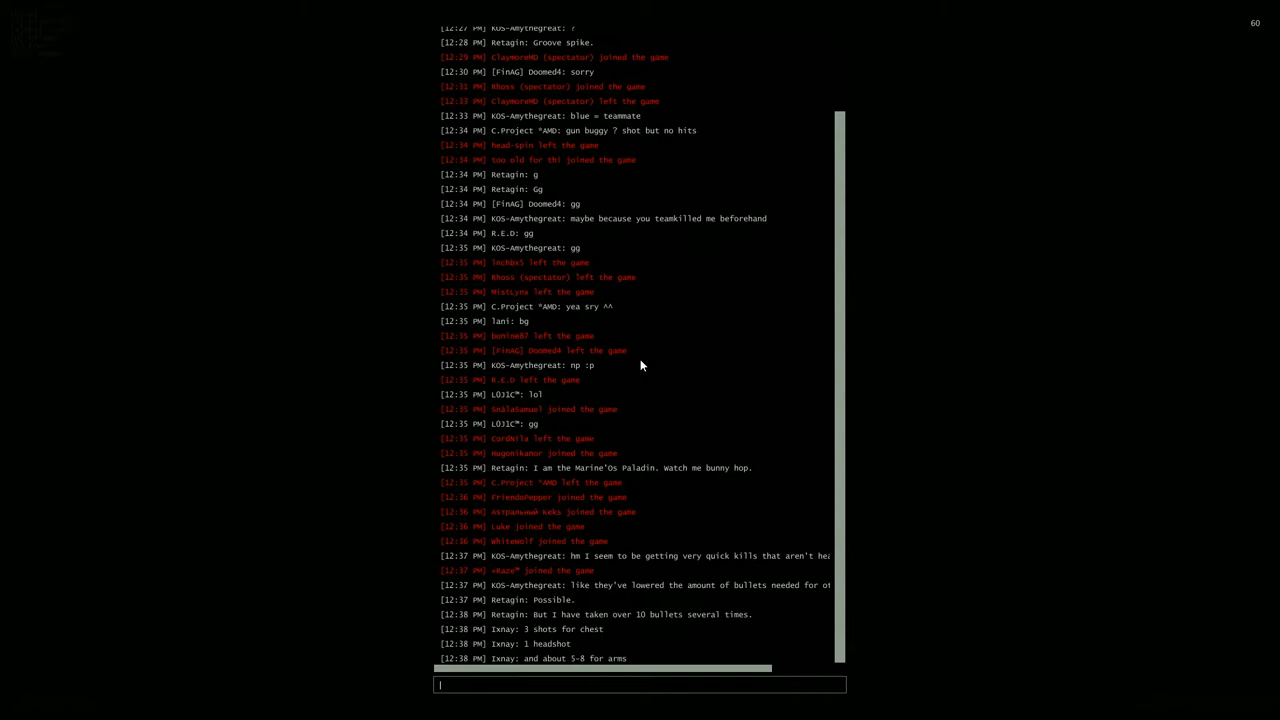 60
[12:27 PM] KOS-Amythegreat: ?
[12:28 PM] Retagin: Groove spike.
[12:29 PM] ClaymoreMD (spectator) joined the game
[12:30 PM] [FinAG] Doomed4: sorry
[12:31 PM] Rhoss (spectator) joined the game
[12:33 PM] ClaymoreMD (spectator) left the game
[12:33 PM] KOS-Amythegreat: blue = teammate
[12:34 PM] C.Project *AMD: gun buggy ? shot but no hits
[12:34 PM] head-spin left the game
[12:34 PM] too old for thi joined the game
[12:34 PM] Retagin: g
[12:34 PM] Retagin: Gg
[12:34 PM] [FinAG] Doomed4: gg
[12:34 PM] KOS-Amythegreat: maybe because you teamkilled me beforehand
[12:34 PM] R.E.D: gg
[12:35 PM] KOS-Amythegreat: gg
[12:35 PM] lnchbx5 left the game
[12:35 PM] Rhoss (spectator) left the game
[12:35 PM] MistLynx left the game
[12:35 PM] C.Project *AMD: yea sry ^^
[12:35 PM] lani: bg
[12:35 PM] bonine87 left the game
[12:35 PM] [FinAG] Doomed4 left the game
[12:35 PM] KOS-Amythegreat: np :p
[12:35 PM] R.E.D left the game
[12:35 PM] L0J1C™: lol
[12:35 PM] SnålaSamuel joined the game
[12:35 PM] L0J1C™: gg
[12:35 PM] CordNila left the game
[12:35 PM] Hugonikanor joined the game
[12:35 PM] Retagin: I am the Marine'Os Paladin. Watch me bunny hop.
[12:35 PM] C.Project *AMD left the game
[12:36 PM] FriendoPepper joined the game
[12:36 PM] Астральный Кекs joined the game
[12:36 PM] Luke joined the game
[12:36 PM] Whitewolf joined the game
[12:37 PM] KOS-Amythegreat: hm I seem to be getting very quick kills that aren't hea
[12:37 PM] «Raze™ joined the game
[12:37 PM] KOS-Amythegreat: like they've lowered the amount of bullets needed for ot
[12:37 PM] Retagin: Possible.
[12:38 PM] Retagin: But I have taken over 10 bullets several times.
[12:38 PM] Ixnay: 3 shots for chest
[12:38 PM] Ixnay: 1 headshot
[12:38 PM] Ixnay: and about 5-8 for arms